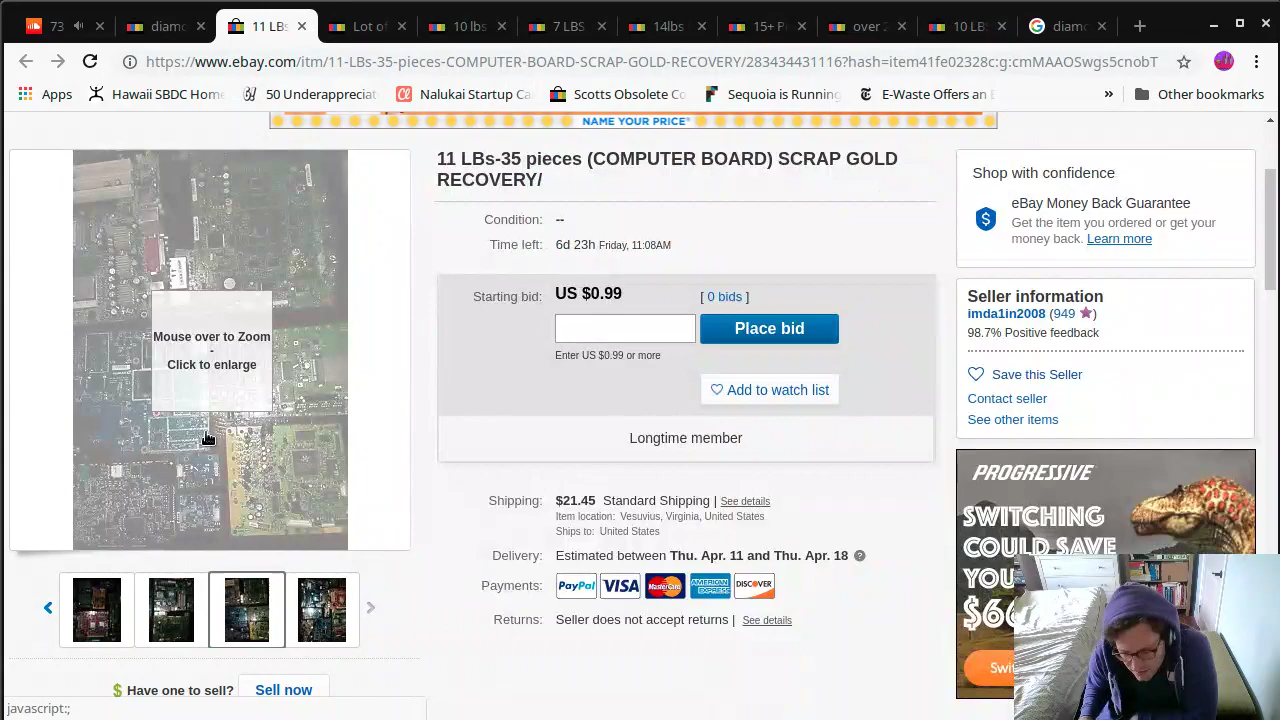 73
diamo
11 LBs
Lot of
10 lbs
7 LBS
14lbs
15+ P
over 2
10 LB
diamo
https://www.ebay.com/itm/11-LBs-35-pieces-COMPUTER-BOARD-SCRAP-GOLD-RECOVERY/283434431116?hash=item41fe02328c:g:cmMAAOSwgs5cnobT
Apps
Hawaii SBDC Home
50 Underappreciat
Nalukai Startup Ca
Scotts Obsolete Co
Sequoia is Running
E-Waste Offers an E
»
Other bookmarks
NAME YOUR PRICE®
11 LBs-35 pieces (COMPUTER BOARD) SCRAP GOLD
RECOVERY/
Condition: --
Time left: 6d 23h Friday, 11:08AM
Starting bid: US $0.99 [ 0 bids ]
Place bid
Enter US $0.99 or more
Add to watch list
Longtime member
Shipping: $21.45 Standard Shipping | See details
Item location: Vesuvius, Virginia, United States
Ships to: United States
Delivery: Estimated between Thu. Apr. 11 and Thu. Apr. 18
Payments: PayPal VISA MasterCard AMERICAN EXPRESS DISCOVER
Returns: Seller does not accept returns | See details
Mouse over to Zoom
-
Click to enlarge
Have one to sell? Sell now
javascript:;
Shop with confidence
eBay Money Back Guarantee
Get the item you ordered or get your
money back. Learn more
Seller information
imda1in2008 (949 )
98.7% Positive feedback
Save this Seller
Contact seller
See other items
PROGRESSIVE
SWITCHING
COULD SAVE
YOU
$6
Swi